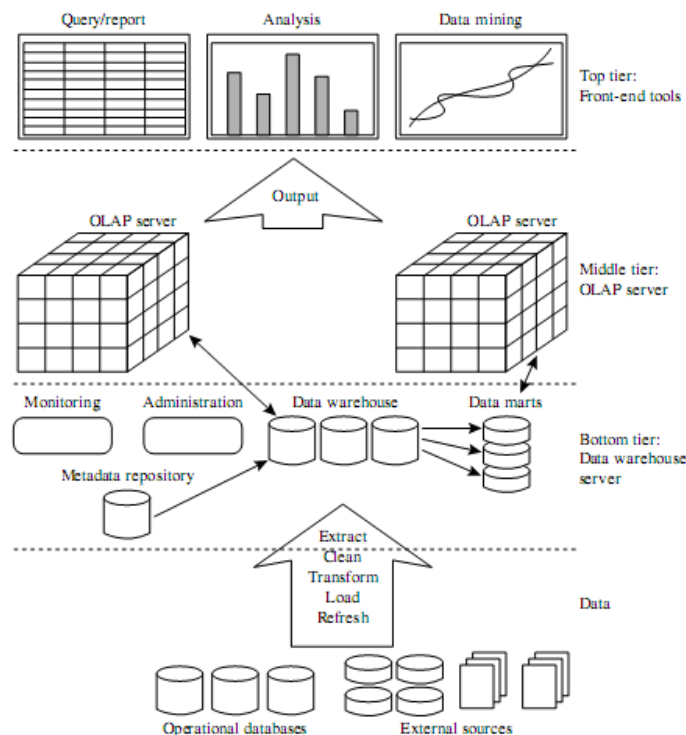 Query/report
Analysis
Data mining
Top tier:
Front-end tools
Output
OLAP server
OLAP server
Middle tier:
OLAP server
Monitoring
Administration
Data warehouse
Data marts
Bottom tier:
Data warehouse
server
Metadata repository
Extract
Clean
Transform
Load
Refresh
Data
Operational databases
External sources